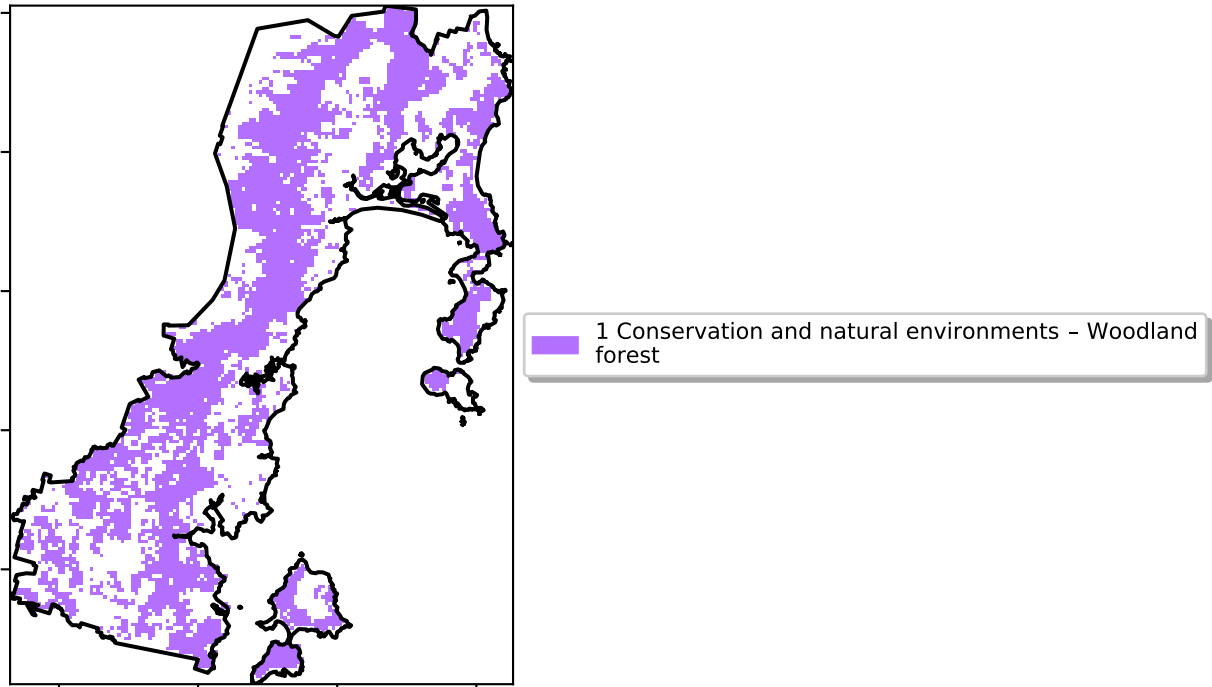 1 Conservation and natural environments – Woodland
forest